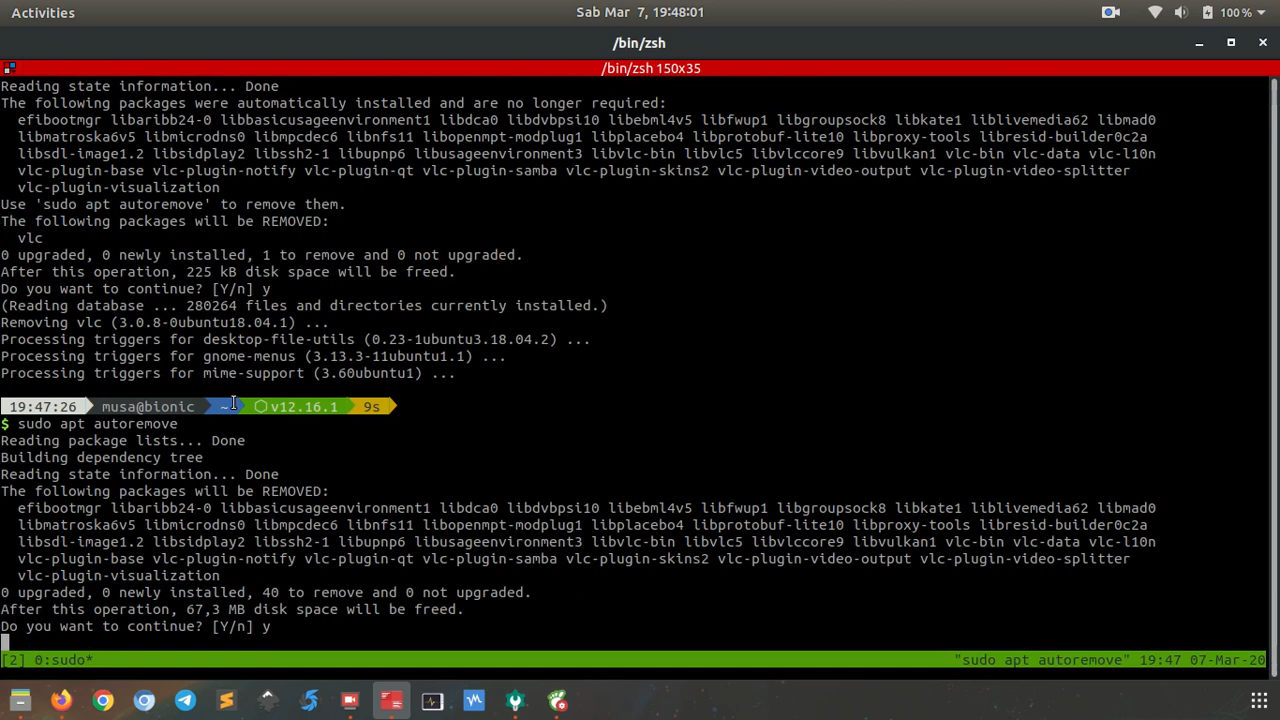 Activities
Sab Mar 7, 19:48:01
100 %
/bin/zsh
/bin/zsh 150x35
Reading state information... Done
The following packages were automatically installed and are no longer required:
efibootmgr libaribb24-0 libbasicusageenvironment1 libdca0 libdvbpsi10 libebml4v5 libfwup1 libgroupsock8 libkate1 liblivemedia62 libmad0
libmatroska6v5 libmicrodns0 libmpcdec6 libnfs11 libopenmpt-modplug1 libplacebo4 libprotobuf-lite10 libproxy-tools libresid-builder0c2a
libsdl-image1.2 libsidplay2 libssh2-1 libupnp6 libusageenvironment3 libvlc-bin libvlc5 libvlccore9 libvulkan1 vlc-bin vlc-data vlc-l10n
vlc-plugin-base vlc-plugin-notify vlc-plugin-qt vlc-plugin-samba vlc-plugin-skins2 vlc-plugin-video-output vlc-plugin-video-splitter
vlc-plugin-visualization
Use 'sudo apt autoremove' to remove them.
The following packages will be REMOVED:
vlc
0 upgraded, 0 newly installed, 1 to remove and 0 not upgraded.
After this operation, 225 kB disk space will be freed.
Do you want to continue? [Y/n] y
(Reading database ... 280264 files and directories currently installed.)
Removing vlc (3.0.8-0ubuntu18.04.1) ...
Processing triggers for desktop-file-utils (0.23-1ubuntu3.18.04.2) ...
Processing triggers for gnome-menus (3.13.3-11ubuntu1.1) ...
Processing triggers for mime-support (3.60ubuntu1) ...
19:47:26 musa@bionic ~ v12.16.1 9s
$ sudo apt autoremove
Reading package lists... Done
Building dependency tree
Reading state information... Done
The following packages will be REMOVED:
efibootmgr libaribb24-0 libbasicusageenvironment1 libdca0 libdvbpsi10 libebml4v5 libfwup1 libgroupsock8 libkate1 liblivemedia62 libmad0
libmatroska6v5 libmicrodns0 libmpcdec6 libnfs11 libopenmpt-modplug1 libplacebo4 libprotobuf-lite10 libproxy-tools libresid-builder0c2a
libsdl-image1.2 libsidplay2 libssh2-1 libupnp6 libusageenvironment3 libvlc-bin libvlc5 libvlccore9 libvulkan1 vlc-bin vlc-data vlc-l10n
vlc-plugin-base vlc-plugin-notify vlc-plugin-qt vlc-plugin-samba vlc-plugin-skins2 vlc-plugin-video-output vlc-plugin-video-splitter
vlc-plugin-visualization
0 upgraded, 0 newly installed, 40 to remove and 0 not upgraded.
After this operation, 67,3 MB disk space will be freed.
Do you want to continue? [Y/n] y
[2] 0:sudo* "sudo apt autoremove" 19:47 07-Mar-20